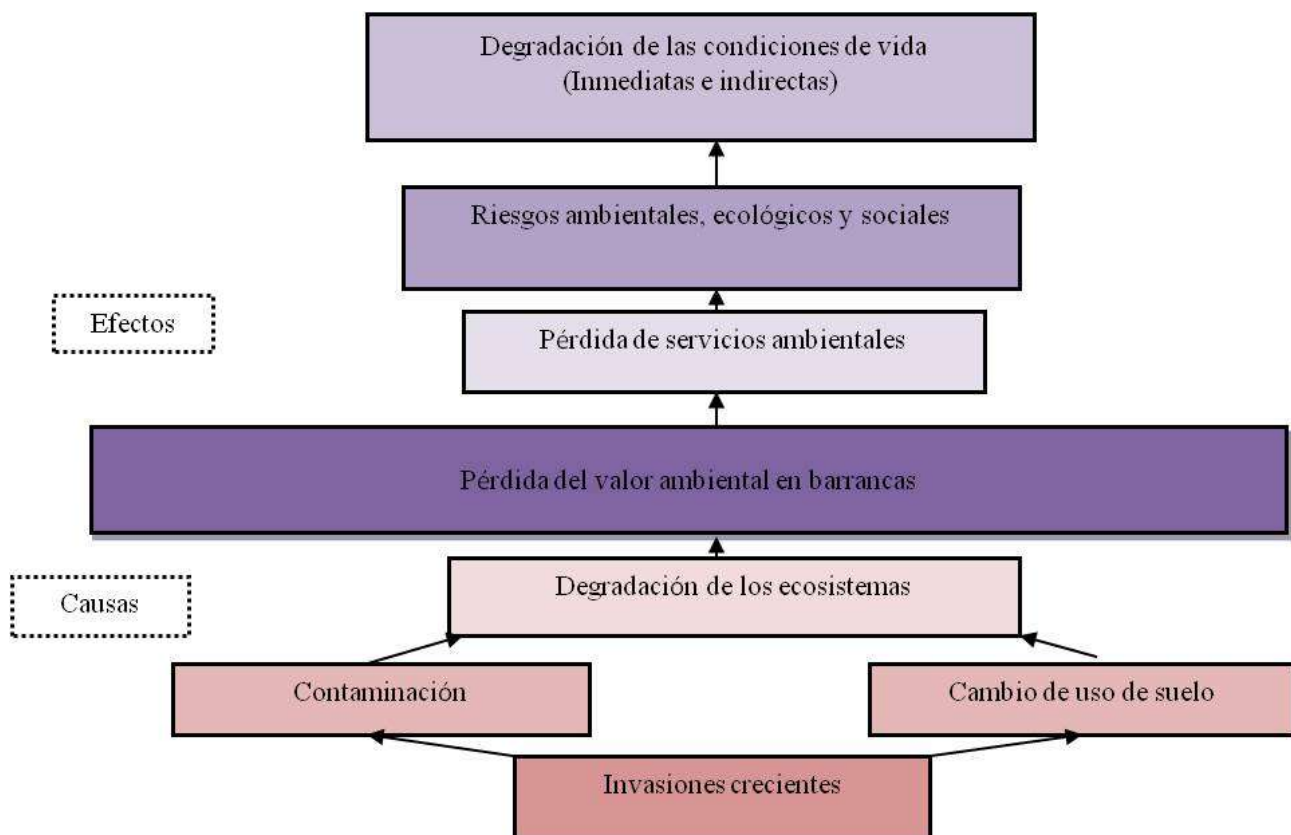 Degradación de las condiciones de vida
(Inmediatas e indirectas)
Riesgos ambientales, ecológicos y sociales
Efectos
Pérdida de servicios ambientales
Pérdida del valor ambiental en barrancas
Degradación de los ecosistemas
Causas
Contaminación
Cambio de uso de suelo
Invasiones crecientes